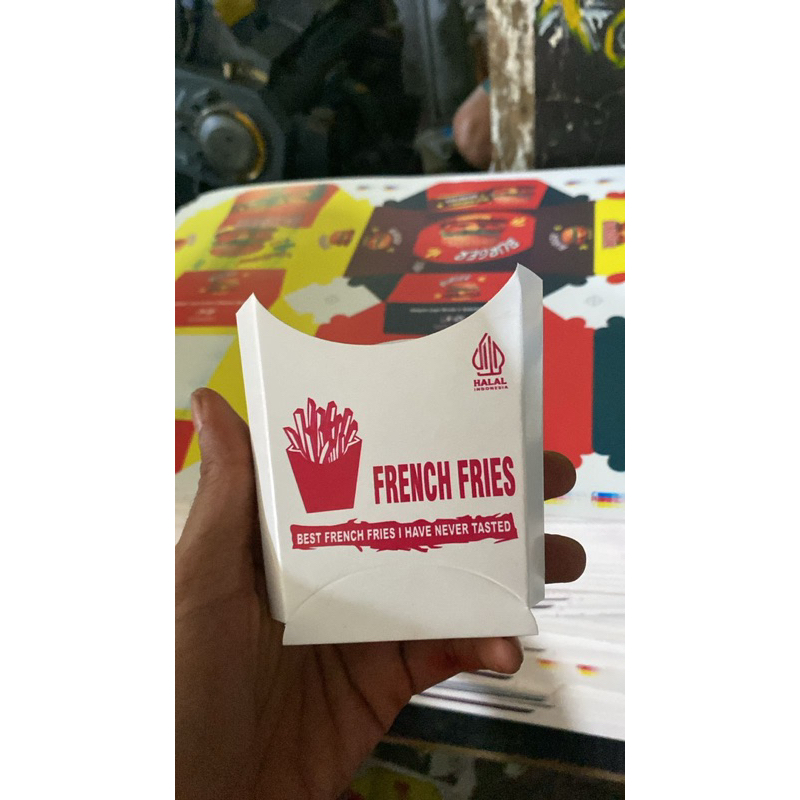 BURGER
HALAL
INDONESIA
FRENCH FRIES
BEST FRENCH FRIES I HAVE NEVER TASTED